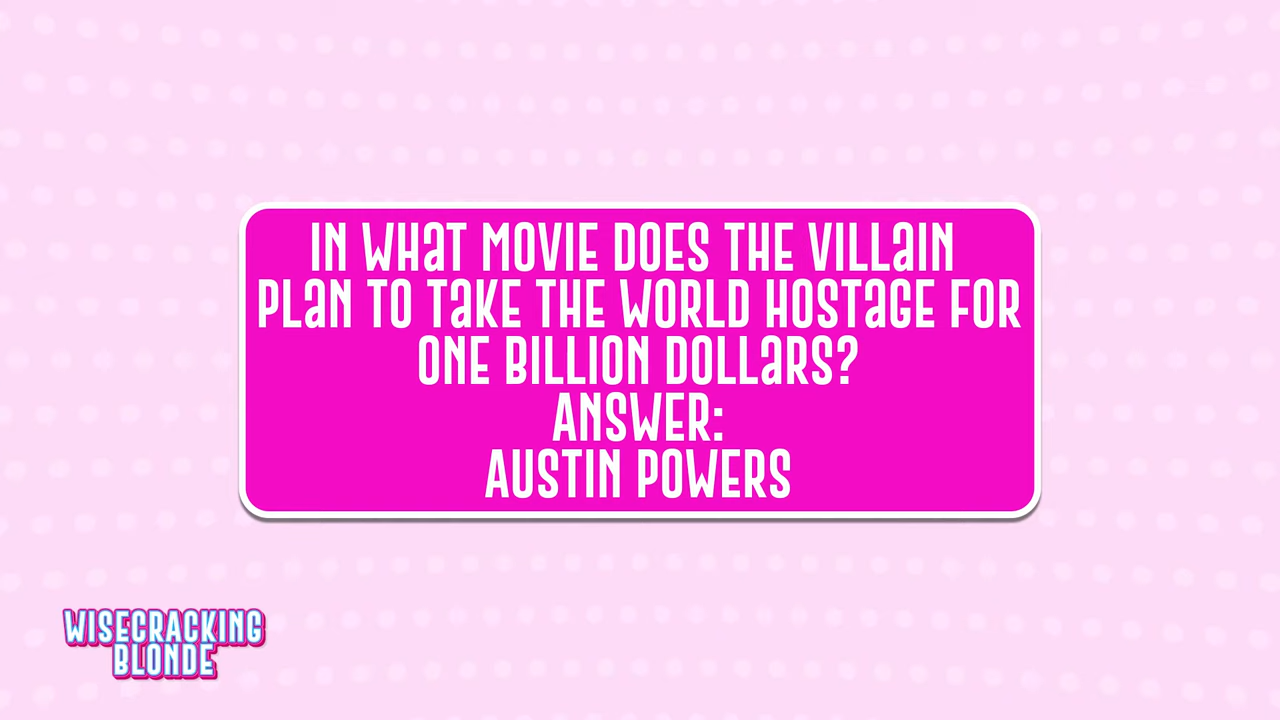 IN WHAT MOVIE DOES THE VILLAIN
PLAN TO TAKE THE WORLD HOSTAGE FOR
ONE BILLION DOLLARS?
ANSWER:
AUSTIN POWERS
WISECRACKING
BLONDE